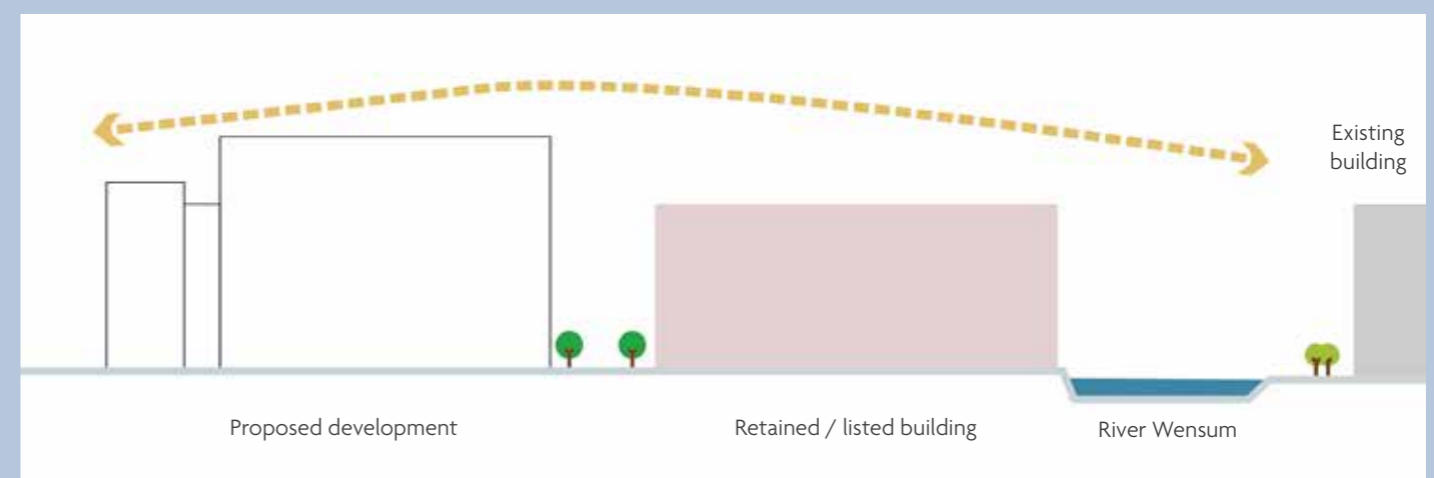 Existing
building
Proposed development
Retained / listed building
River Wensum